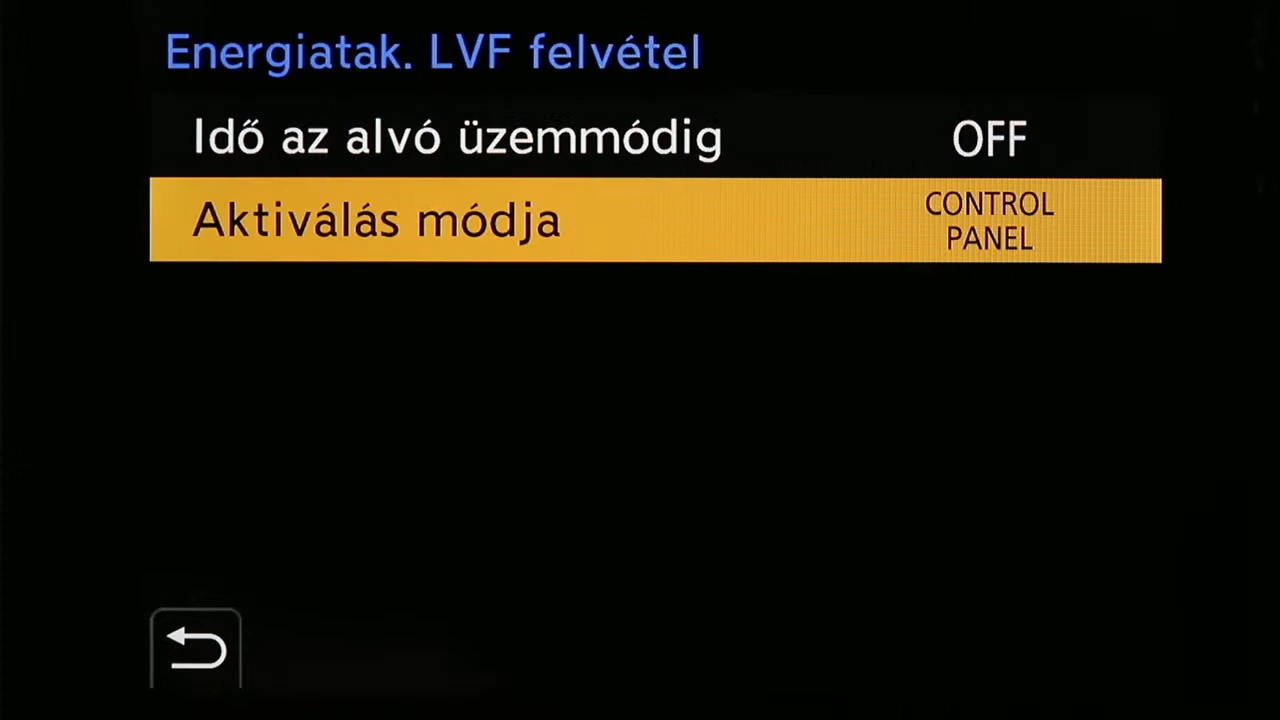 Energiatak. LVF felvétel
Idő az alvó üzemmódig OFF
Aktiválás módja CONTROL
PANEL